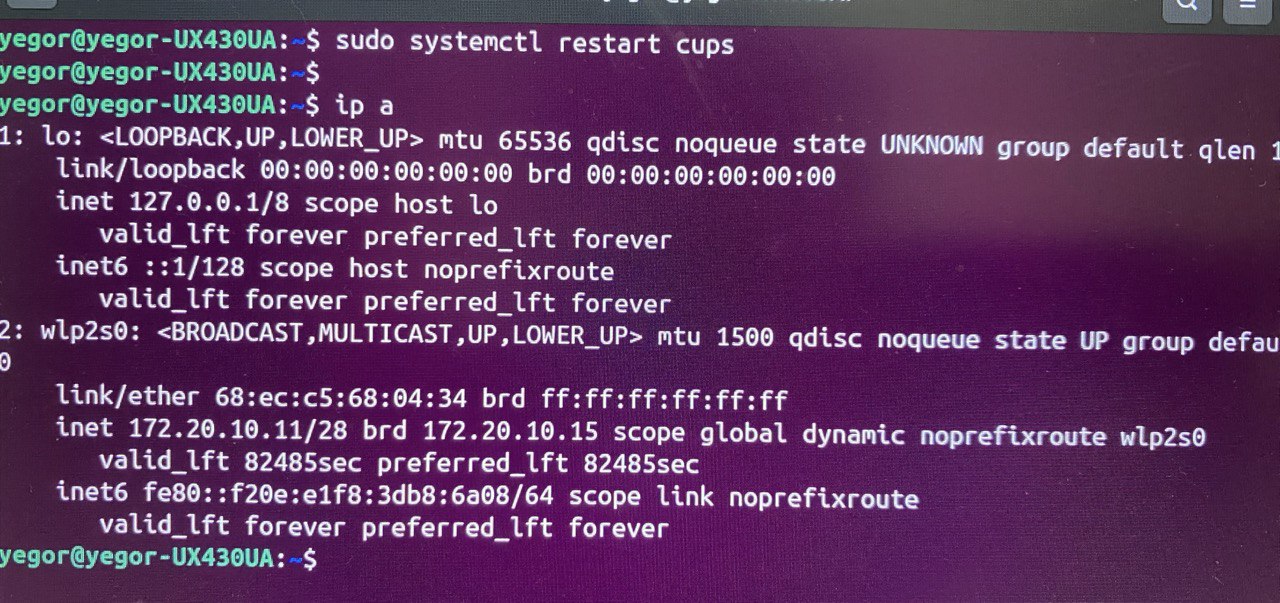 yegor@yegor-UX430UA:~$ sudo systemctl restart cups
yegor@yegor-UX430UA:~$
yegor@yegor-UX430UA:~$ ip a
1: lo: <LOOPBACK,UP,LOWER_UP> mtu 65536 qdisc noqueue state UNKNOWN group default qlen 1
link/loopback 00:00:00:00:00:00 brd 00:00:00:00:00:00
inet 127.0.0.1/8 scope host lo
valid_lft forever preferred_lft forever
inet6 ::1/128 scope host noprefixroute
valid_lft forever preferred_lft forever
2: wlp2s0: <BROADCAST,MULTICAST,UP,LOWER_UP> mtu 1500 qdisc noqueue state UP group defau
0
link/ether 68:ec:c5:68:04:34 brd ff:ff:ff:ff:ff:ff
inet 172.20.10.11/28 brd 172.20.10.15 scope global dynamic noprefixroute wlp2s0
valid_lft 82485sec preferred_lft 82485sec
inet6 fe80::f20e:e1f8:3db8:6a08/64 scope link noprefixroute
valid_lft forever preferred_lft forever
yegor@yegor-UX430UA:~$